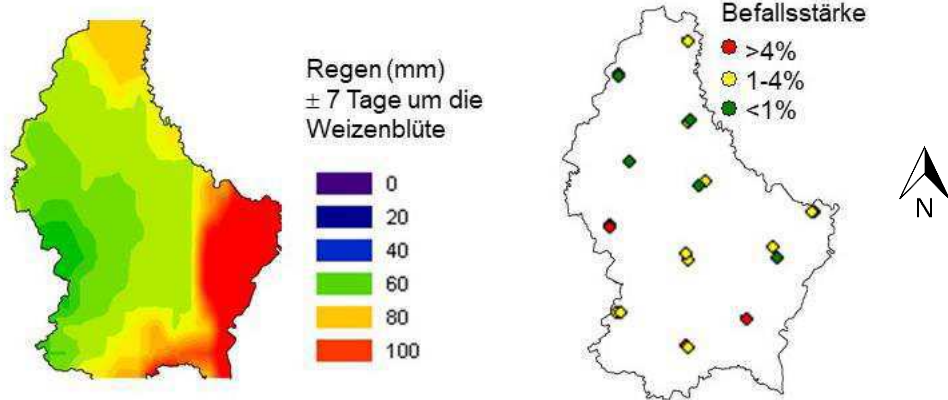 Regen (mm)
± 7 Tage um die
Weizenblüte
0
20
40
60
80
100
Befallsstärke
>4%
1-4%
<1%
N